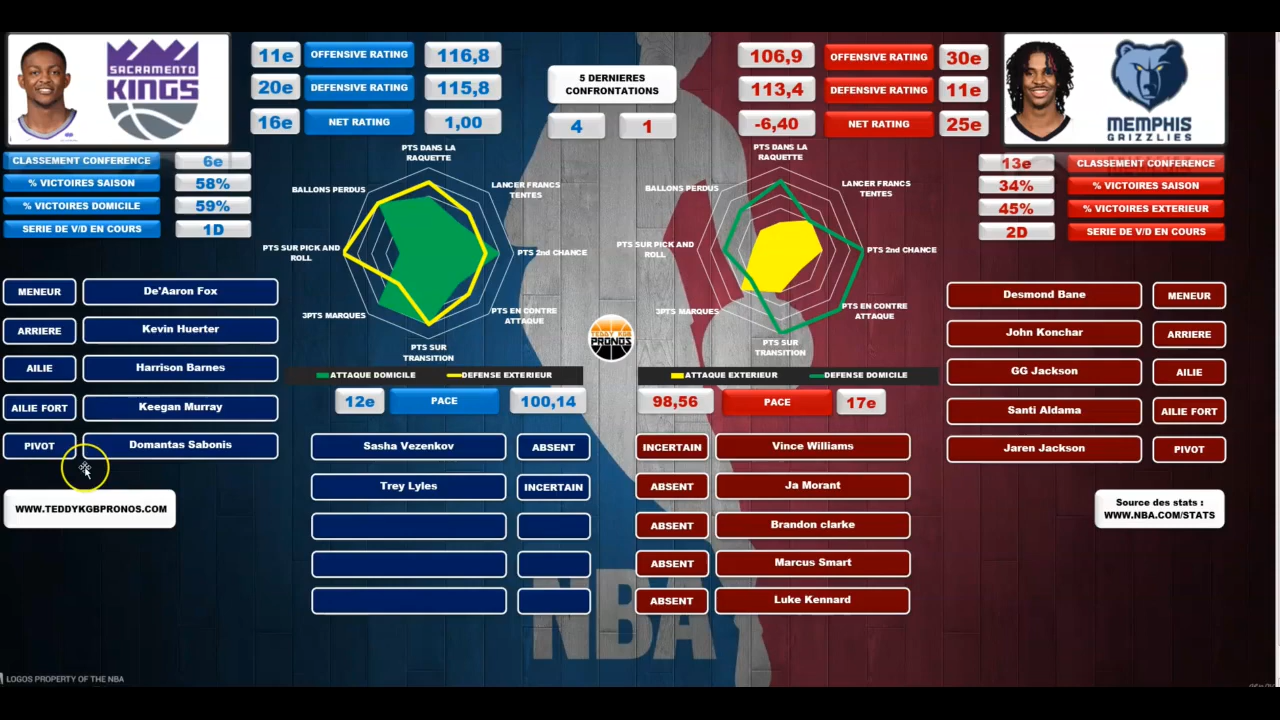 SACRAMENTO
KINGS
11e OFFENSIVE RATING 116,8
20e DEFENSIVE RATING 115,8
16e NET RATING 1,00
5 DERNIERES
CONFRONTATIONS
4 1
106,9 OFFENSIVE RATING 30e
113,4 DEFENSIVE RATING 11e
-6,40 NET RATING 25e
MEMPHIS
GRIZZLIES
CLASSEMENT CONFERENCE 6e
% VICTOIRES SAISON 58%
% VICTOIRES DOMICILE 59%
SERIE DE V/D EN COURS 1D
13e CLASSEMENT CONFERENCE
34% % VICTOIRES SAISON
45% % VICTOIRES EXTERIEUR
2D SERIE DE V/D EN COURS
PTS DANS LA
RAQUETTE
BALLONS PERDUS
LANCER FRANCS
TENTES
PTS SUR PICK AND
ROLL
PTS 2nd CHANCE
3PTS MARQUES
PTS EN CONTRE
ATTAQUE
PTS SUR
TRANSITION
ATTAQUE DOMICILE DEFENSE EXTERIEUR
PTS DANS LA
RAQUETTE
BALLONS PERDUS
LANCER FRANCS
TENTES
PTS SUR PICK AND
ROLL
PTS 2nd CHANCE
3PTS MARQUES
PTS EN CONTRE
ATTAQUE
PTS SUR
TRANSITION
ATTAQUE EXTERIEUR DEFENSE DOMICILE
TEDDY KGB
PRONOS
MENEUR De'Aaron Fox
ARRIERE Kevin Huerter
AILIE Harrison Barnes
AILIE FORT Keegan Murray
PIVOT Domantas Sabonis
Desmond Bane MENEUR
John Konchar ARRIERE
GG Jackson AILIE
Santi Aldama AILIE FORT
Jaren Jackson PIVOT
12e PACE 100,14
98,56 PACE 17e
Sasha Vezenkov ABSENT
Trey Lyles INCERTAIN
INCERTAIN Vince Williams
ABSENT Ja Morant
ABSENT Brandon clarke
ABSENT Marcus Smart
ABSENT Luke Kennard
WWW.TEDDYKGBPRONOS.COM
Source des stats :
WWW.NBA.COM/STATS
NBA
LOGOS PROPERTY OF THE NBA